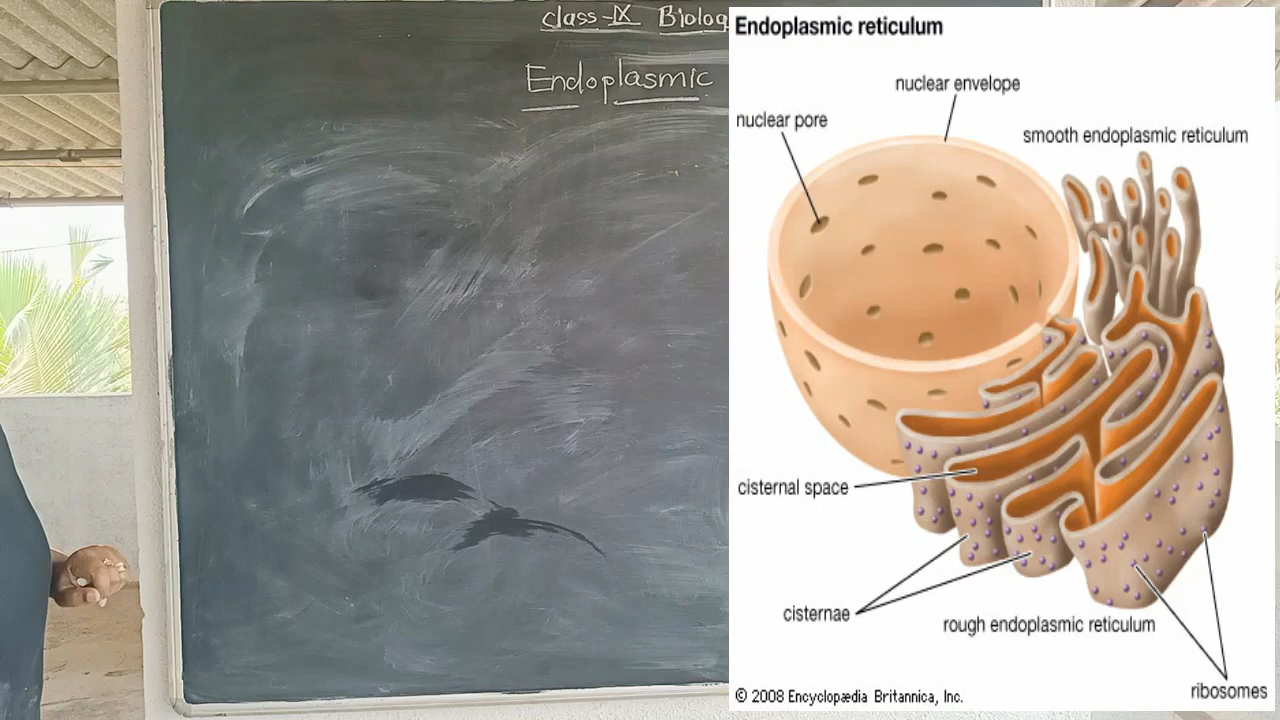 class-IX Biolog
Endoplasmic
Endoplasmic reticulum
nuclear envelope
nuclear pore
smooth endoplasmic reticulum
cisternal space
cisternae
rough endoplasmic reticulum
ribosomes
© 2008 Encyclopædia Britannica, Inc.